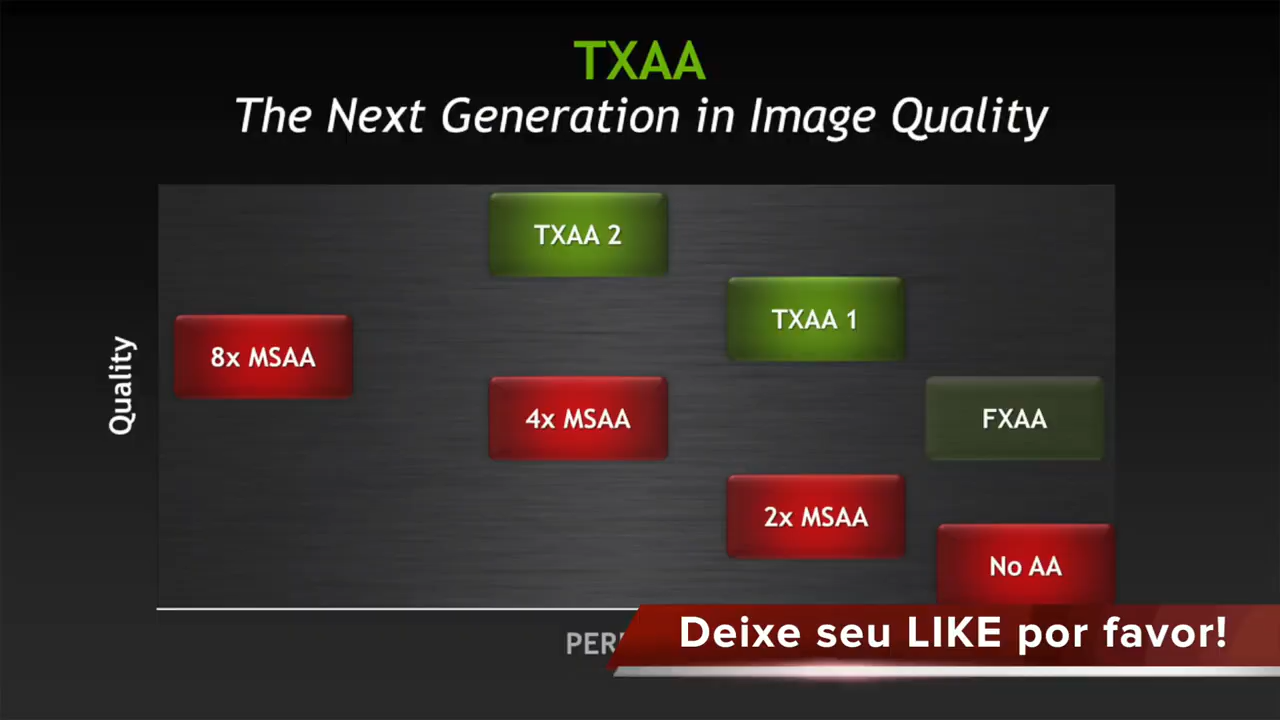 TXAA
The Next Generation in Image Quality
TXAA 2
TXAA 1
8x MSAA
4x MSAA
FXAA
2x MSAA
No AA
Quality
Deixe seu LIKE por favor!